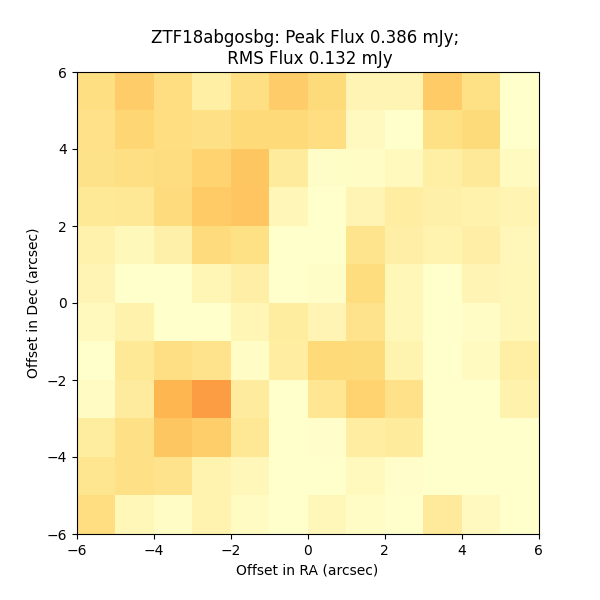 ZTF18abgosbg: Peak Flux 0.386 mJy;
RMS Flux 0.132 mJy
6
4
2
0
−2
−4
−6
Offset in Dec (arcsec)
−6 −4 −2 0 2 4 6
Offset in RA (arcsec)